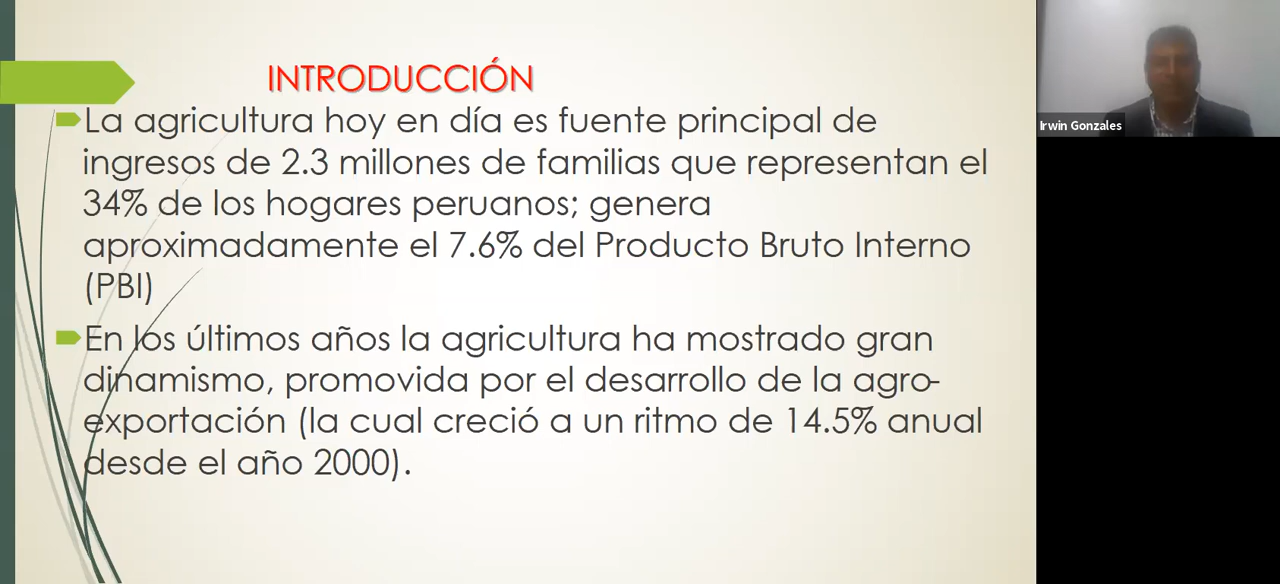 INTRODUCCIÓN
La agricultura hoy en día es fuente principal de
ingresos de 2.3 millones de familias que representan el
34% de los hogares peruanos; genera
aproximadamente el 7.6% del Producto Bruto Interno
(PBI)
En los últimos años la agricultura ha mostrado gran
dinamismo, promovida por el desarrollo de la agro-
exportación (la cual creció a un ritmo de 14.5% anual
desde el año 2000).
Irwin Gonzales